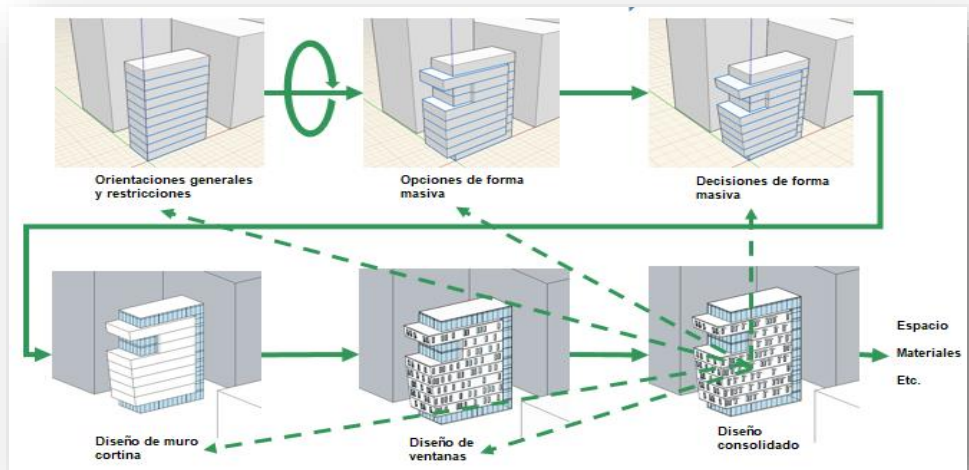 Orientaciones generales
y restricciones
Opciones de forma
masiva
Decisiones de forma
masiva
Espacio
Materiales
Etc.
Diseño de muro
cortina
Diseño de
ventanas
Diseño
consolidado